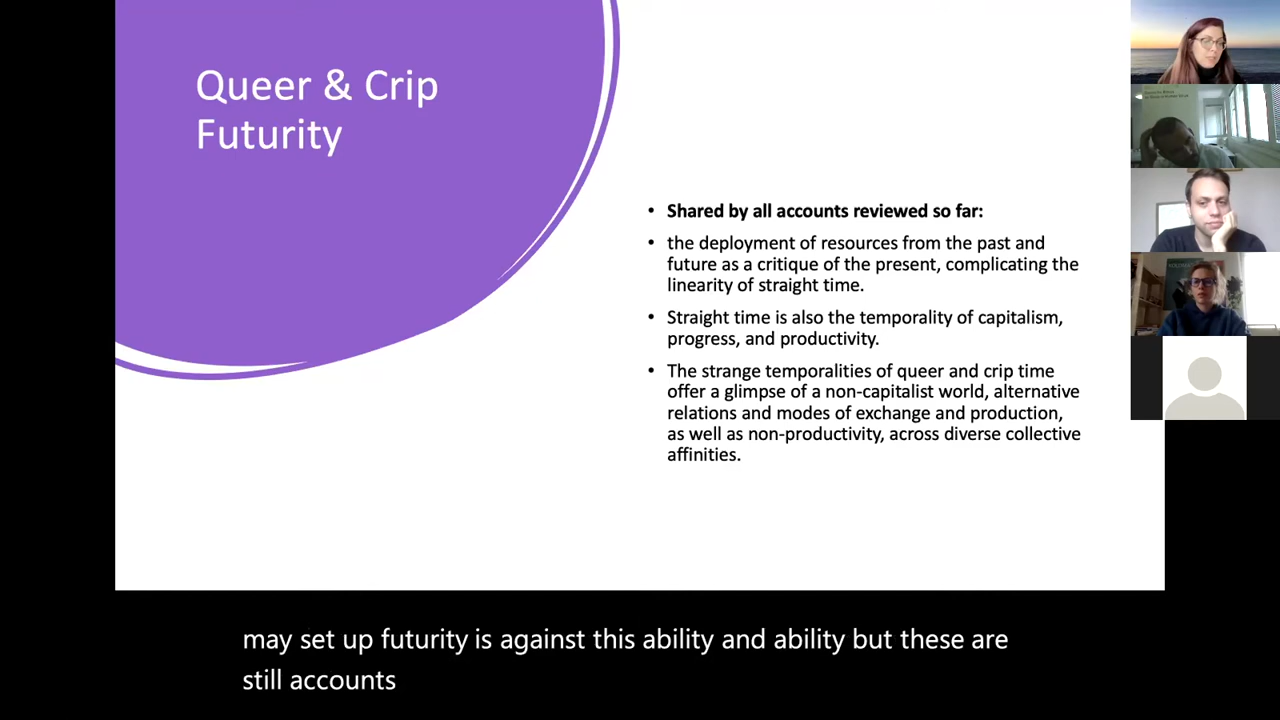 Queer & Crip
Futurity
• Shared by all accounts reviewed so far:
• the deployment of resources from the past and
future as a critique of the present, complicating the
linearity of straight time.
• Straight time is also the temporality of capitalism,
progress, and productivity.
• The strange temporalities of queer and crip time
offer a glimpse of a non-capitalist world, alternative
relations and modes of exchange and production,
as well as non-productivity, across diverse collective
affinities.
may set up futurity is against this ability and ability but these are
still accounts